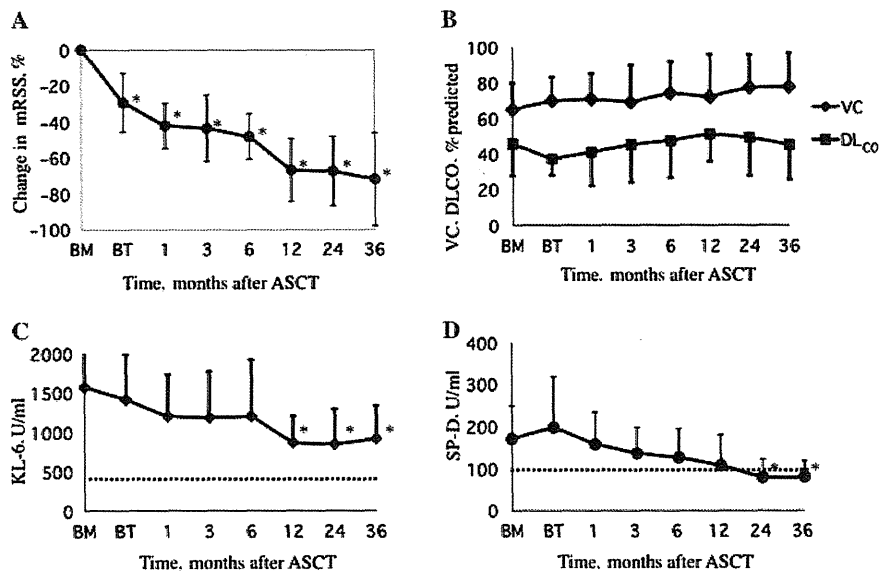 A
Change in mRSS. %
0
-20
-40
-60
-80
-100
* * * * * * *
BM BT 1 3 6 12 24 36
Time. months after ASCT
B
VC. DLCO. % predicted
100
80
60
40
20
0
VC
DLCO
BM BT 1 3 6 12 24 36
Time. months after ASCT
C
KL-6. U/ml
2000
1500
1000
500
0
* * *
BM BT 1 3 6 12 24 36
Time. months after ASCT
D
SP-D. U/ml
400
300
200
100
0
* *
BM BT 1 3 6 12 24 36
Time. months after ASCT